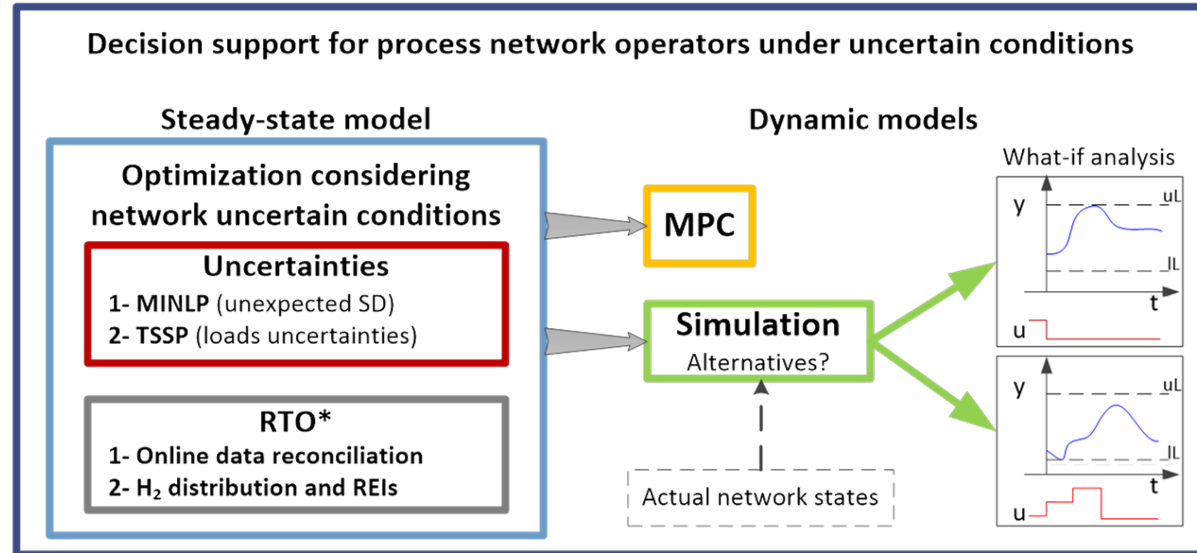 Decision support for process network operators under uncertain conditions
Steady-state model
Optimization considering
network uncertain conditions
Uncertainties
1- MINLP (unexpected SD)
2- TSSP (loads uncertainties)
RTO*
1- Online data reconciliation
2- H₂ distribution and REIs
Dynamic models
MPC
Simulation
Alternatives?
Actual network states
What-if analysis
y
uL
lL
t
u
y
uL
lL
t
u